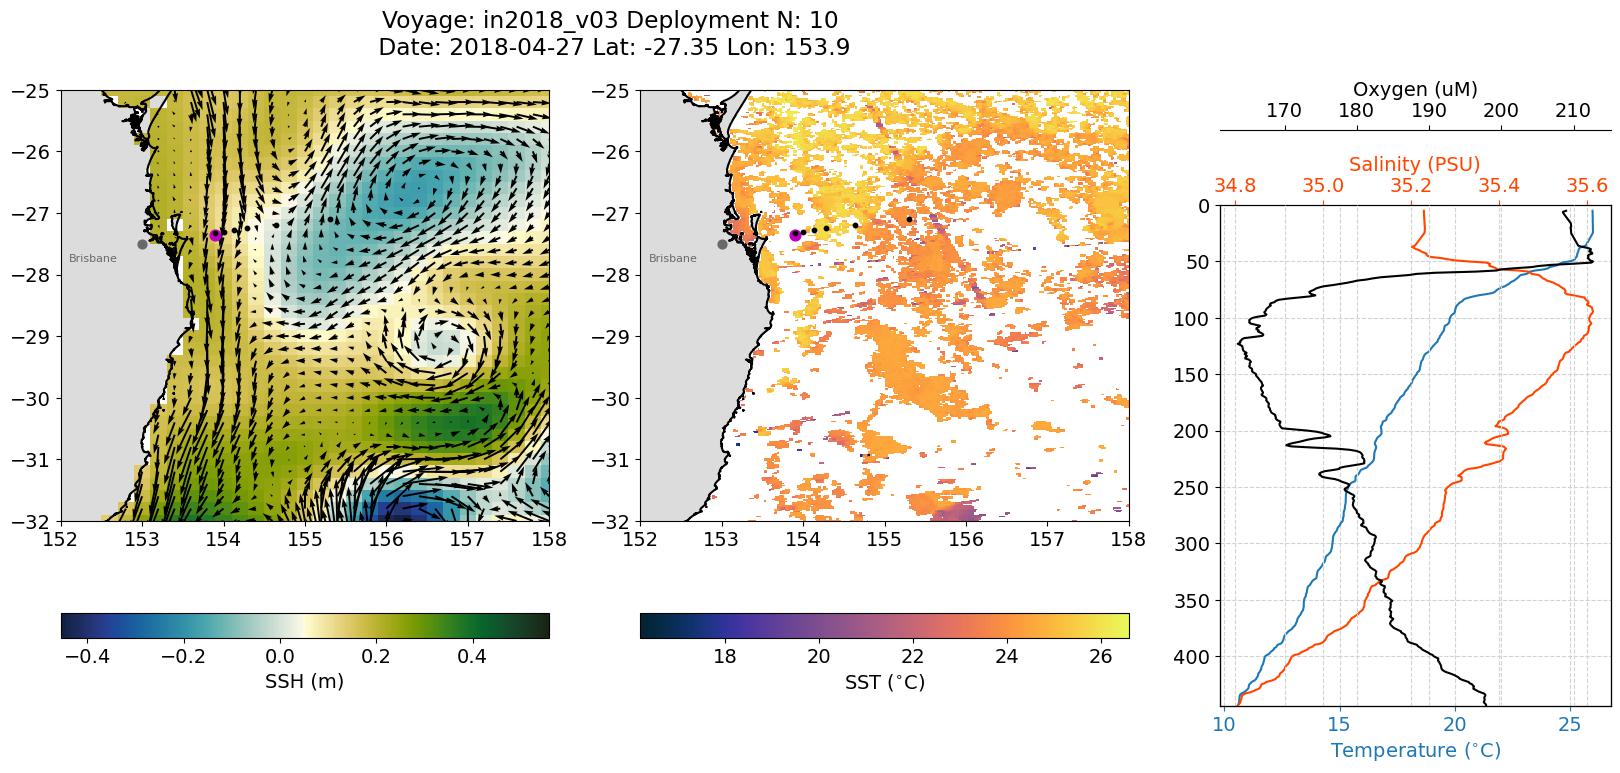 Voyage: in2018_v03 Deployment N: 10
Date: 2018-04-27 Lat: -27.35 Lon: 153.9
−25
−26
−27
−28
−29
−30
−31
−32
Brisbane
152 153 154 155 156 157 158
−0.4 −0.2 0.0 0.2 0.4
SSH (m)
−25
−26
−27
−28
−29
−30
−31
−32
Brisbane
152 153 154 155 156 157 158
18 20 22 24 26
SST (°C)
Oxygen (uM)
170 180 190 200 210
Salinity (PSU)
34.8 35.0 35.2 35.4 35.6
0
50
100
150
200
250
300
350
400
10 15 20 25
Temperature (°C)